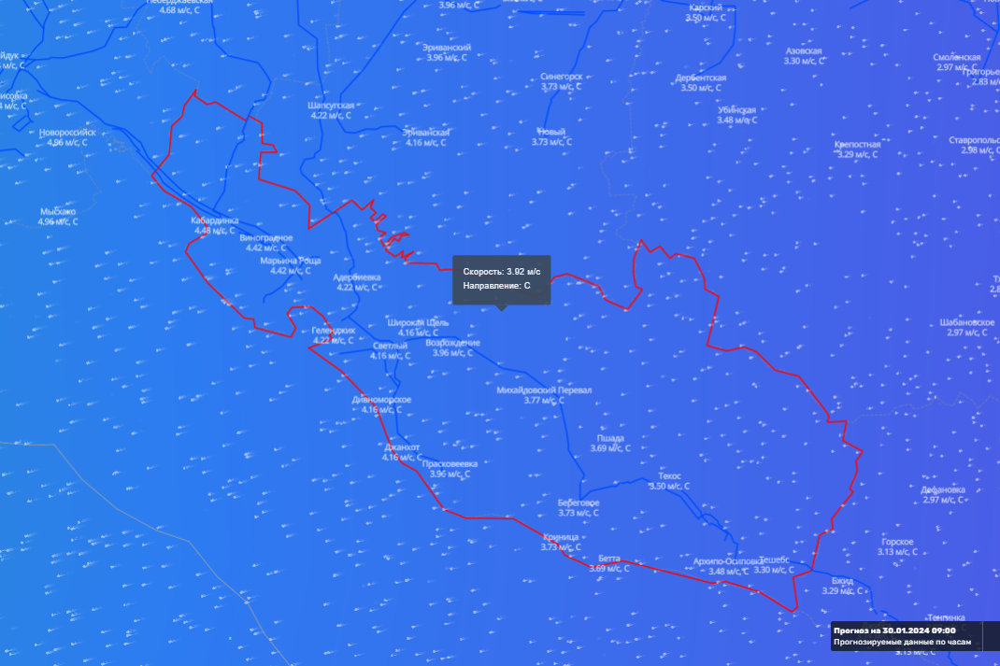 Неберджаевская
4.68 м/с, С
3.96 м/с, С
Карский
3.50 м/с, С
Эриванский
3.96 м/с, С
Азовская
3.30 м/с, С
Смоленская
2.97 м/с, С
2.83 м/с
Синегорск
3.73 м/с, С
Дербентская
3.50 м/с, С
Шапсугская
4.22 м/с, С
Убинская
3.48 м/с, С
Новороссийск
4.96 м/с, С
Эриванская
4.16 м/с, С
Новый
3.73 м/с, С
Крепостная
3.29 м/с, С
Ставропольс
2.98 м/с, С
Мысхако
4.96 м/с, С
Кабардинка
4.48 м/с, С
Виноградное
4.42 м/с, С
Марьина Роща
4.42 м/с, С
Адербиевка
4.22 м/с, С
Скорость: 3.92 м/с
Направление: С
Геленджик
4.22 м/с, С
Широкая Щель
4.16 м/с, С
Светлый
4.16 м/с, С
Возрождение
3.96 м/с, С
Шабановское
2.97 м/с, С
Дивноморское
4.16 м/с, С
Михайловский Перевал
3.77 м/с, С
Джанхот
4.16 м/с, С
Прасковеевка
3.96 м/с, С
Пшада
3.69 м/с, С
Текос
3.50 м/с, С
Береговое
3.73 м/с, С
Дефановка
2.97 м/с, С
Криница
3.73 м/с, С
Бетта
3.69 м/с, С
Архипо-Осиповка
3.48 м/с, С
Тешебс
3.30 м/с, С
Горское
3.13 м/с, С
Бжид
3.29 м/с, С
Тенгинка
Прогноз на 30.01.2024 09:00
Прогнозируемые данные по часам
3.13 м/с, С